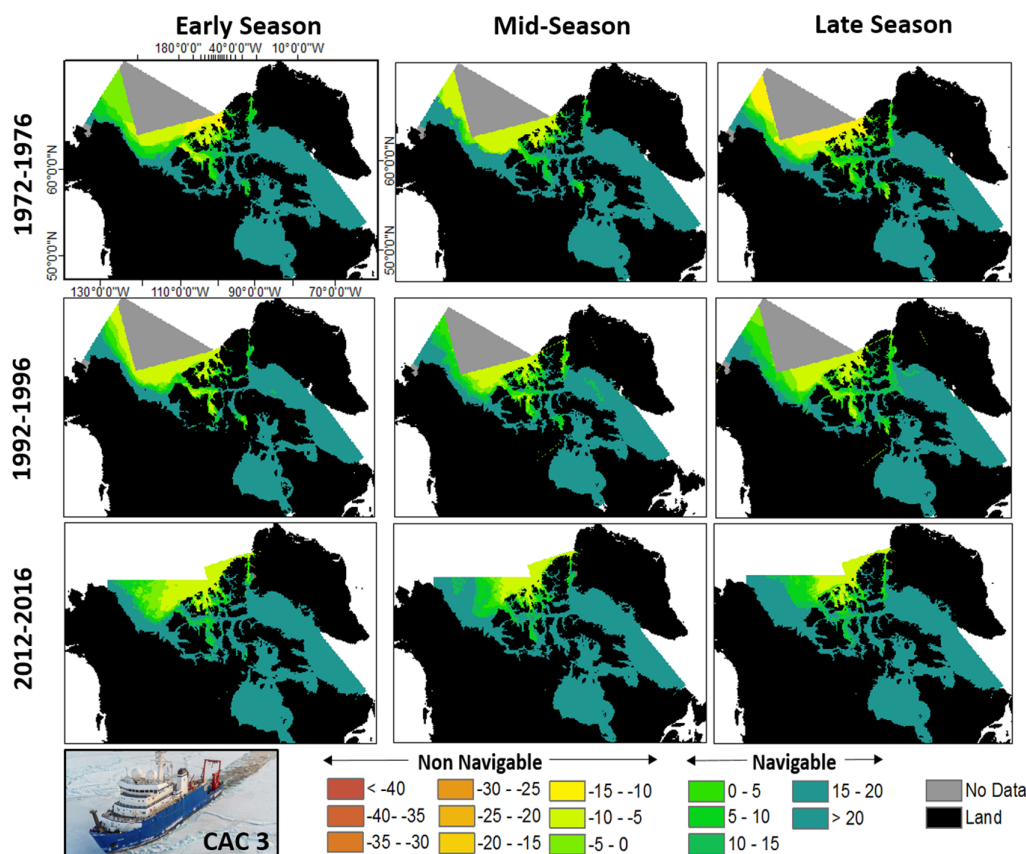 Early Season
Mid-Season
Late Season
180°0'0" 40°0'0"W 10°0'0"W
1972-1976
60°0'0"N
50°0'0"N
60°0'0"N
50°0'0"N
130°0'0"W 110°0'0"W 90°0'0"W 70°0'0"W
1992-1996
2012-2016
CAC 3
Non Navigable
Navigable
< -40 -30 - -25 -15 - -10 0 - 5 15 - 20 No Data
-40- -35 -25 - -20 -10 - -5 5 - 10 > 20 Land
-35 - -30 -20 - -15 -5 - 0 10 - 15